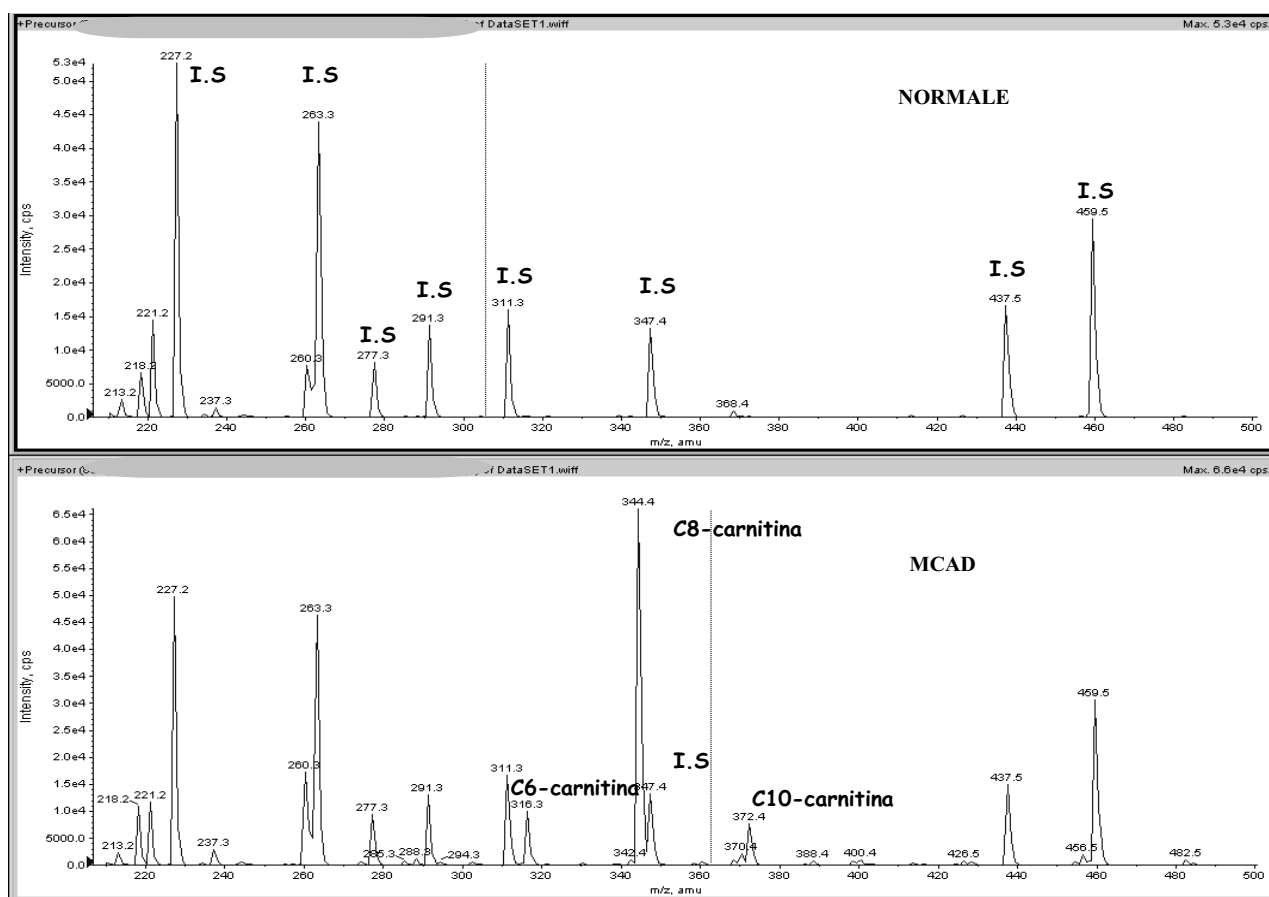 +Precursor
of DataSET1.wiff
Max. 5.3e4 cps.
5.3e4
5.0e4
4.5e4
4.0e4
3.5e4
3.0e4
2.5e4
2.0e4
1.5e4
1.0e4
5000.0
0.0
Intensity, cps
NORMALE
213.2
218.2
221.2
227.2
I.S
237.3
260.3
I.S
263.3
I.S
277.3
I.S
291.3
I.S
311.3
I.S
347.4
368.4
I.S
437.5
I.S
459.5
220 240 260 280 300 320 340 360 380 400 420 440 460 480 500
m/z, amu
+Precursor
of DataSET1.wiff
Max. 6.6e4 cps.
6.5e4
6.0e4
5.5e4
5.0e4
4.5e4
4.0e4
3.5e4
3.0e4
2.5e4
2.0e4
1.5e4
1.0e4
5000.0
0.0
Intensity, cps
MCAD
213.2
218.2
221.2
227.2
237.3
260.3
263.3
277.3
285.3
288.3
291.3
294.3
311.3
C6-carnitina
316.3
342.4
344.4
C8-carnitina
I.S
347.4
370.4
C10-carnitina
372.4
388.4
400.4
426.5
437.5
456.5
459.5
482.5
220 240 260 280 300 320 340 360 380 400 420 440 460 480 500
m/z, amu